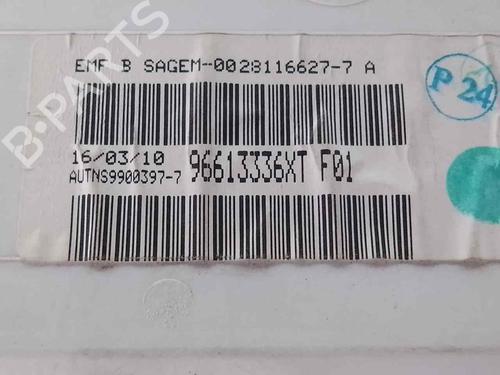 EMF B SAGEM-0028116627-7 A
P 24
16/03/10
AUTNS9900397-7
96613336XT F01
B-PARTS